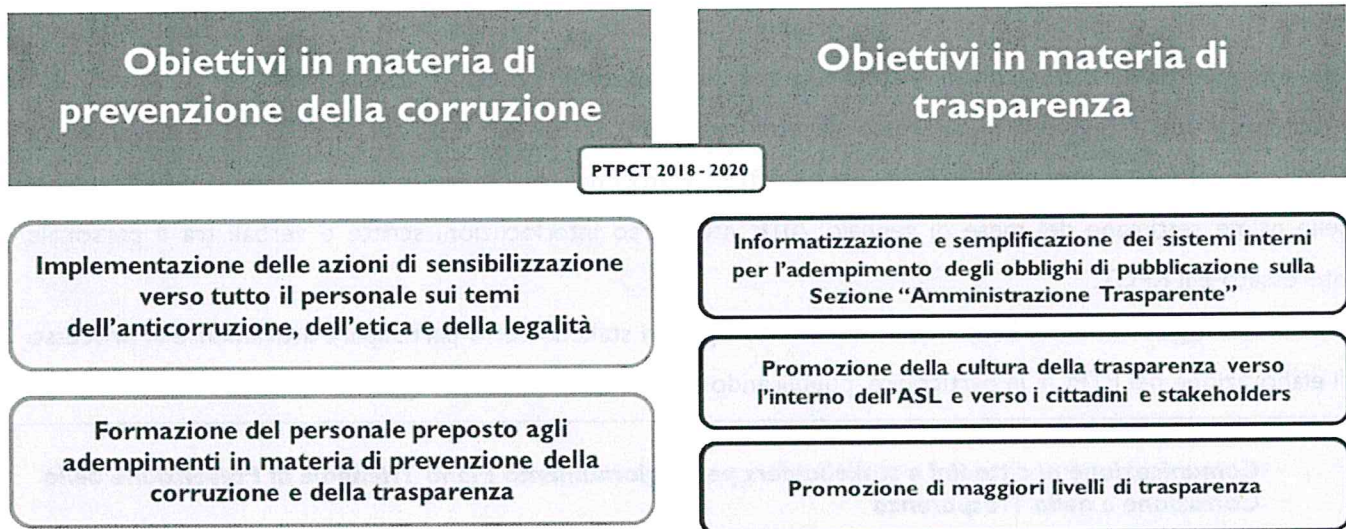 Obiettivi in materia di
prevenzione della corruzione
Obiettivi in materia di
trasparenza
PTPCT 2018 - 2020
Implementazione delle azioni di sensibilizzazione
verso tutto il personale sui temi
dell'anticorruzione, dell'etica e della legalità
Formazione del personale preposto agli
adempimenti in materia di prevenzione della
corruzione e della trasparenza
Informatizzazione e semplificazione dei sistemi interni
per l'adempimento degli obblighi di pubblicazione sulla
Sezione "Amministrazione Trasparente"
Promozione della cultura della trasparenza verso
l'interno dell'ASL e verso i cittadini e stakeholders
Promozione di maggiori livelli di trasparenza